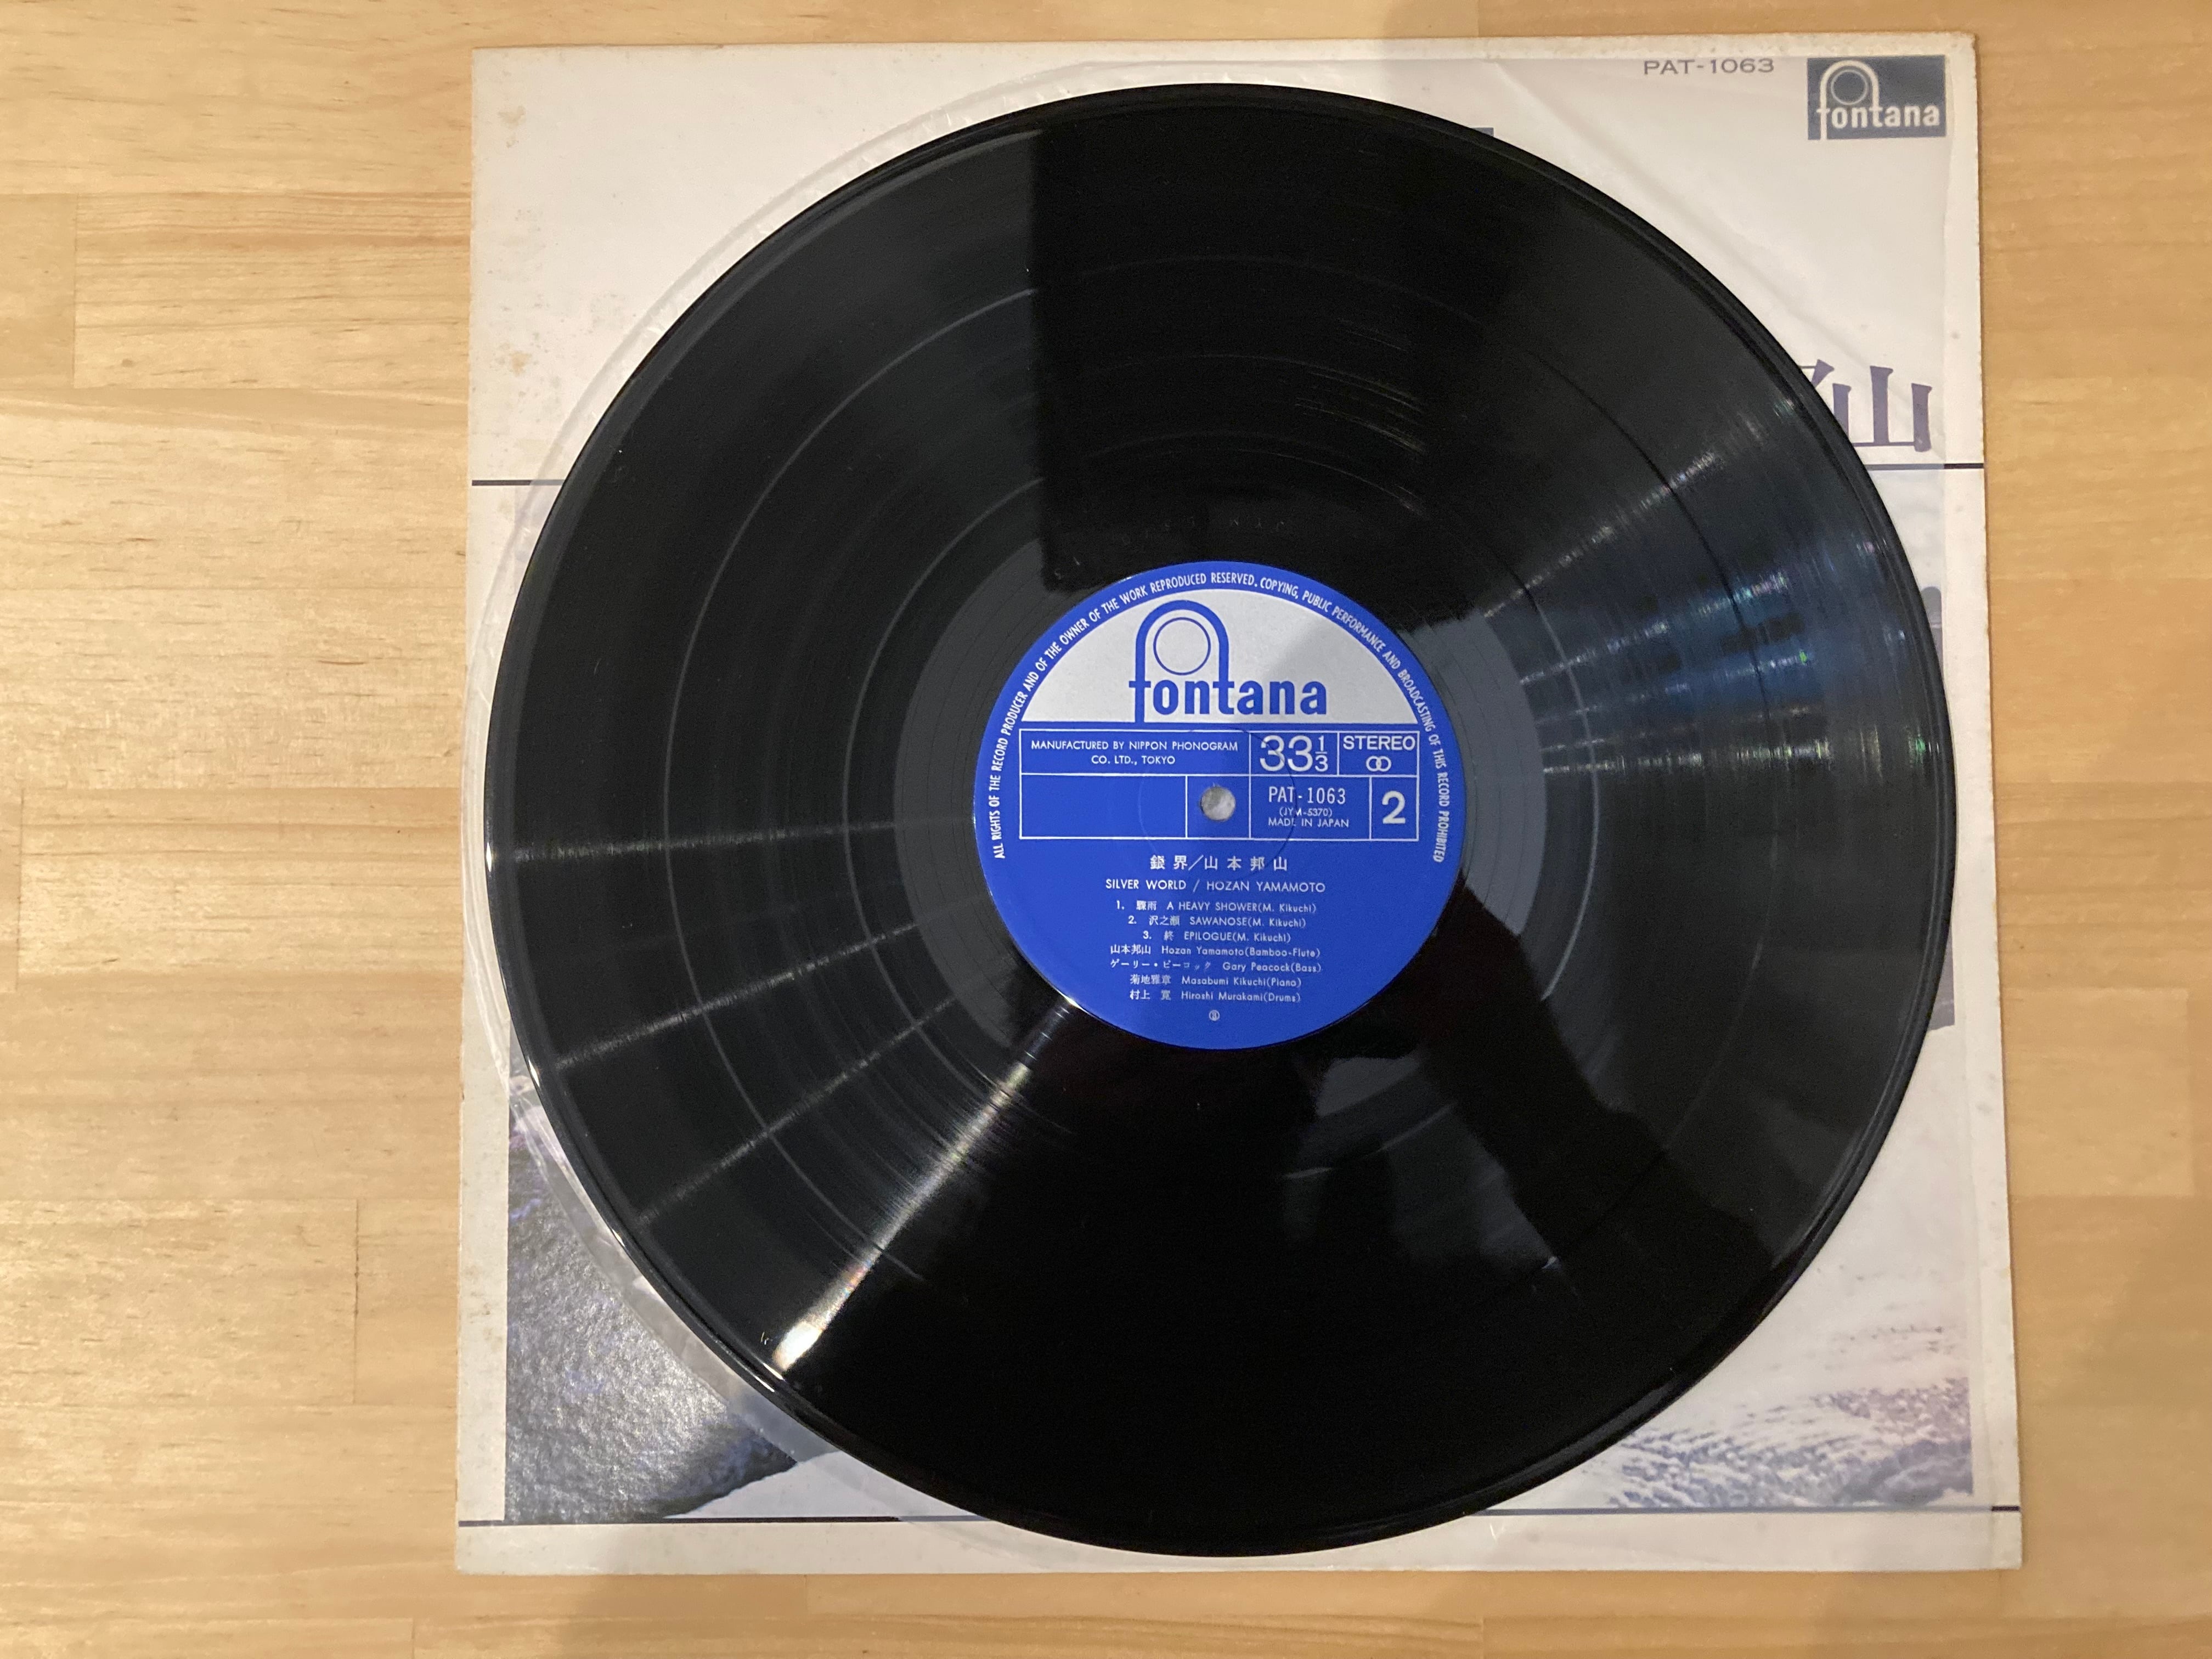 PAT-1063
fontana
山
ALL RIGHTS OF THE RECORD PRODUCER AND OF THE OWNER OF THE WORK REPRODUCED RESERVED. COPYING, PUBLIC PERFORMANCE AND BROADCASTING OF THIS RECORD PROHIBITED
fontana
MANUFACTURED BY NIPPON PHONOGRAM CO. LTD., TOKYO
33 1/3
STEREO
PAT-1063
(JYM-5370)
MADE IN JAPAN
2
銀界/山本邦山
SILVER WORLD / HOZAN YAMAMOTO
1. 驟雨 A HEAVY SHOWER(M. Kikuchi)
2. 沢之瀬 SAWANOSE(M. Kikuchi)
3. 終 EPILOGUE(M. Kikuchi)
山本邦山 Hozan Yamamoto(Bamboo-Flute)
ゲーリー・ピーコック Gary Peacock(Bass)
菊地雅章 Masabumi Kikuchi(Piano)
村上 寛 Hiroshi Murakami(Drums)